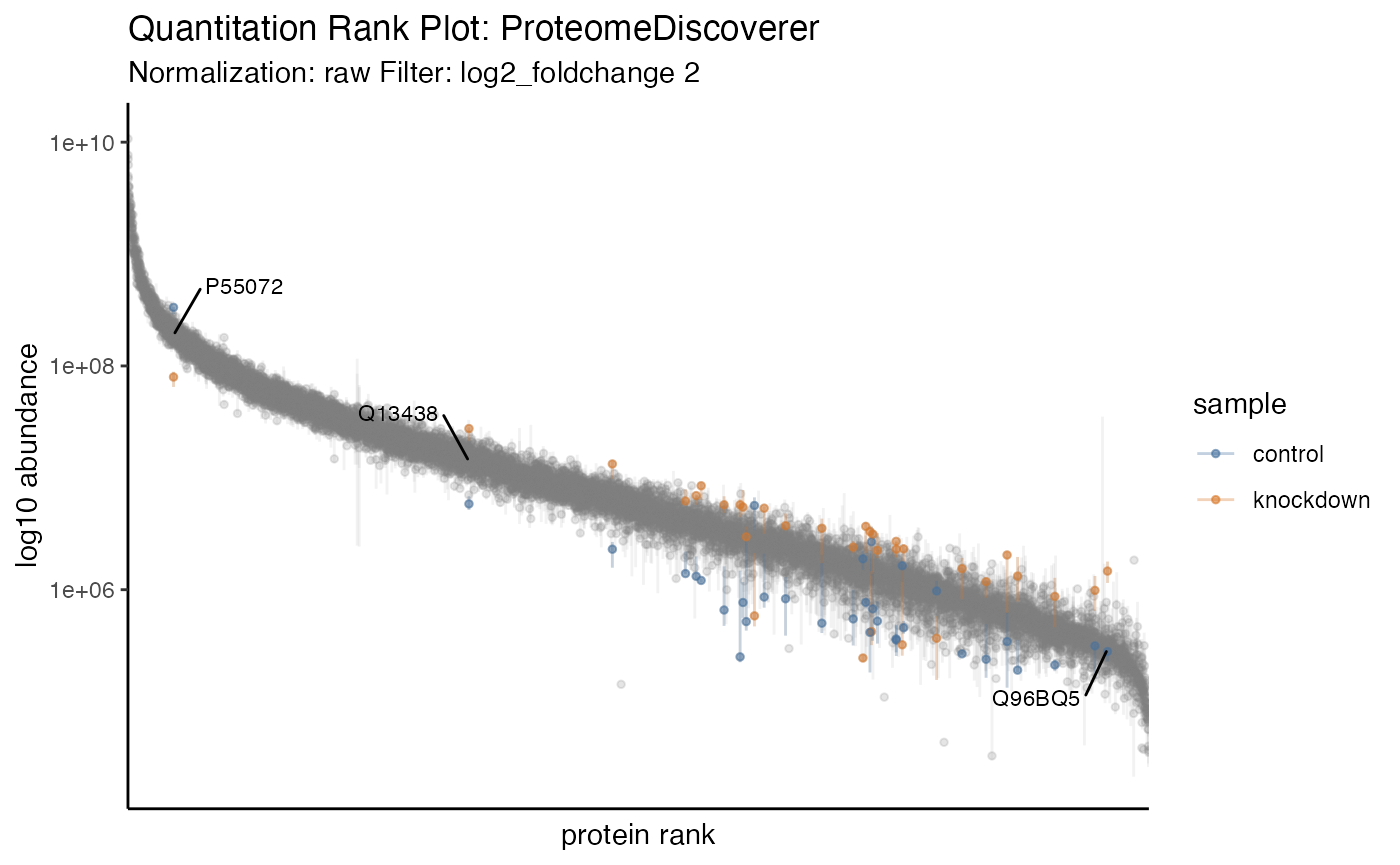 Quantitation Rank Plot: ProteomeDiscoverer
Normalization: raw Filter: log2_foldchange 2
1e+10
P55072
1e+08
Q13438
log10 abundance
sample
control
knockdown
1e+06
Q96BQ5
protein rank